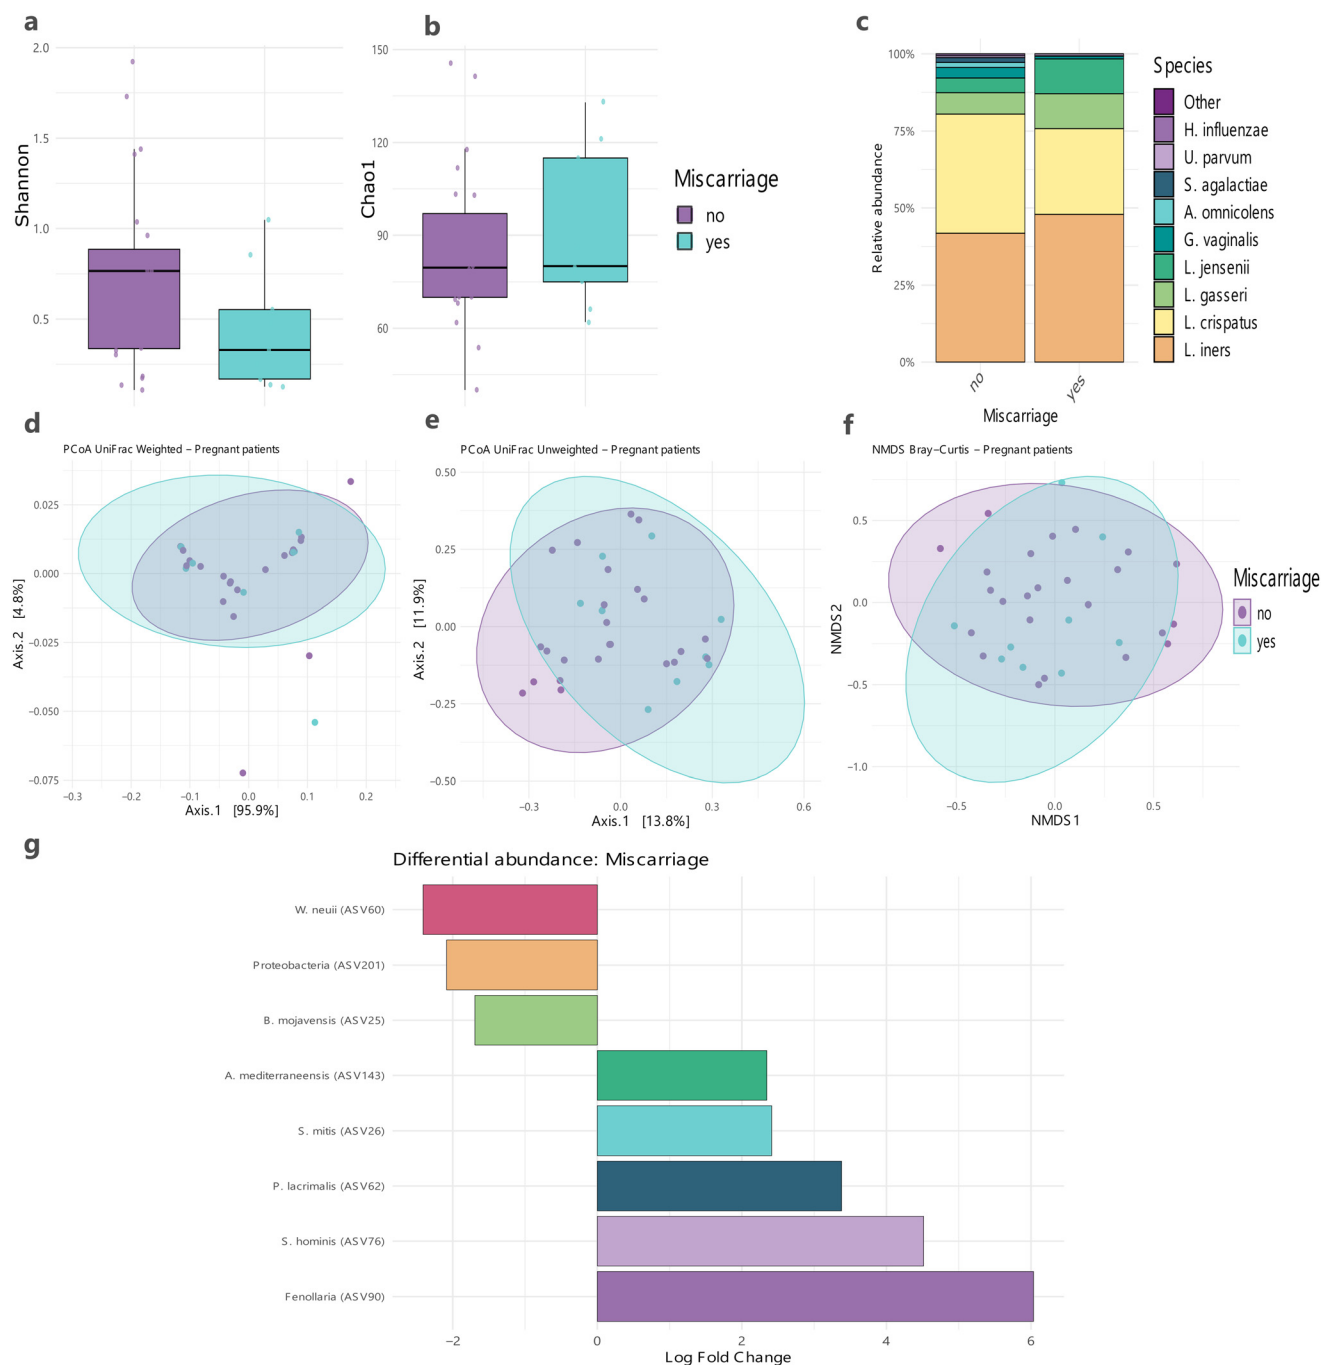 a
2.0
1.5
1.0
0.5
Shannon
b
150
120
90
60
Chao1
Miscarriage
no
yes
c
100%
75%
50%
25%
0%
Relative abundance
no
yes
Miscarriage
Species
Other
H. influenzae
U. parvum
S. agalactiae
A. omnicolens
G. vaginalis
L. jensenii
L. gasseri
L. crispatus
L. iners
d
PCoA UniFrac Weighted – Pregnant patients
0.025
0.000
−0.025
−0.050
−0.075
Axis.2 [4.8%]
−0.3 −0.2 −0.1 0.0 0.1 0.2
Axis.1 [95.9%]
e
PCoA UniFrac Unweighted – Pregnant patients
0.50
0.25
0.00
−0.25
−0.50
Axis.2 [11.9%]
−0.3 0.0 0.3 0.6
Axis.1 [13.8%]
f
NMDS Bray−Curtis – Pregnant patients
0.5
0.0
−0.5
−1.0
NMDS2
−0.5 0.0 0.5
NMDS1
Miscarriage
no
yes
g
Differential abundance: Miscarriage
W. neuii (ASV60)
Proteobacteria (ASV201)
B. mojavensis (ASV25)
A. mediterraneensis (ASV143)
S. mitis (ASV26)
P. lacrimalis (ASV62)
S. hominis (ASV76)
Fenollaria (ASV90)
−2 0 2 4 6
Log Fold Change